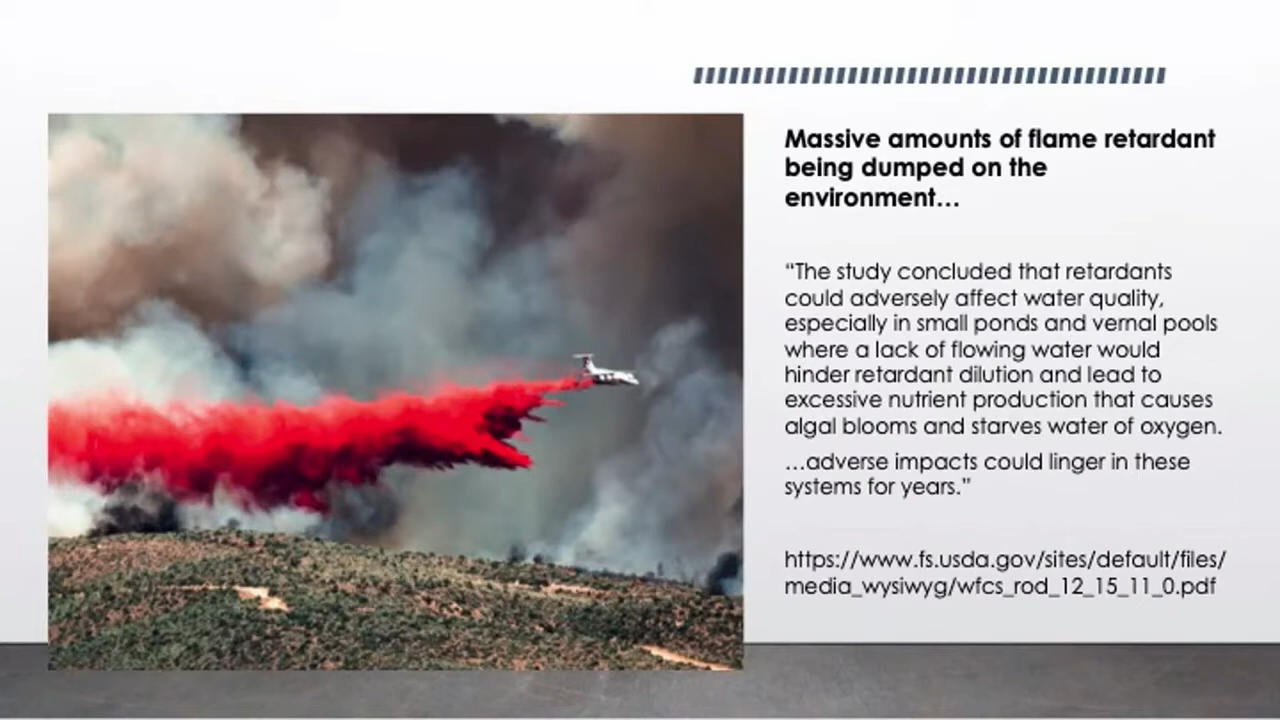 Massive amounts of flame retardant
being dumped on the
environment…
“The study concluded that retardants
could adversely affect water quality,
especially in small ponds and vernal pools
where a lack of flowing water would
hinder retardant dilution and lead to
excessive nutrient production that causes
algal blooms and starves water of oxygen.
…adverse impacts could linger in these
systems for years.”
https://www.fs.usda.gov/sites/default/files/
media_wysiwyg/wfcs_rod_12_15_11_0.pdf